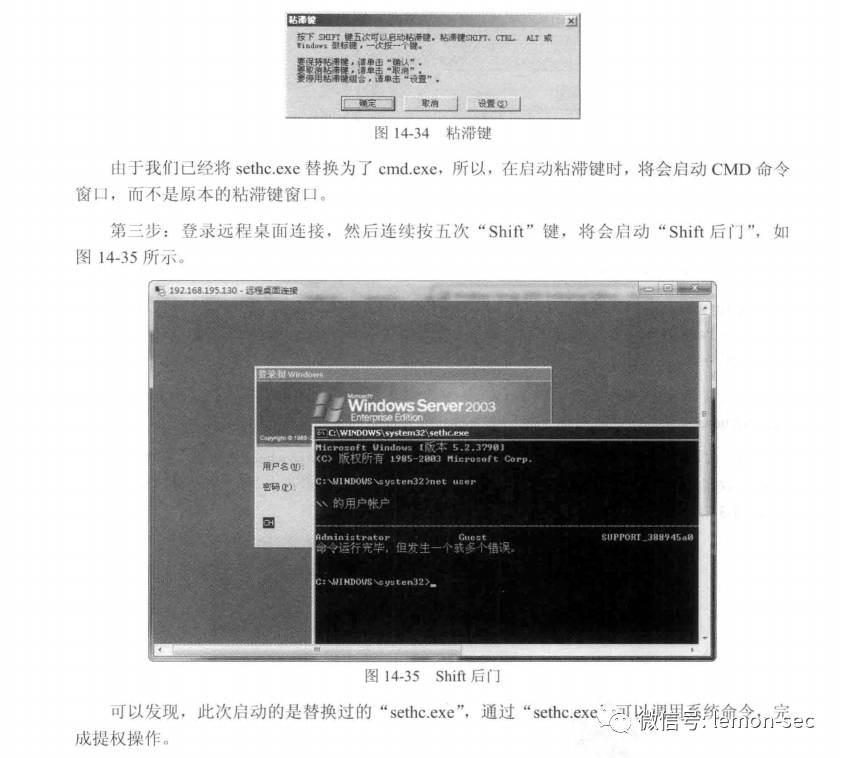 粘滞键
按下 SHIFT 键五次可以启动粘滞键。粘滞键SHIFT、CTRL、ALT 或
Windows 鼠标键，一次按一个键。
要保持粘滞键，请单击“确认”。
要取消粘滞键，请单击“取消”。
要停用粘滞键组合，请单击“设置”。
确定 取消 设置(S)
图 14-34 粘滞键
由于我们已经将 sethc.exe 替换为了 cmd.exe，所以，在启动粘滞键时，将会启动 CMD 命令
窗口，而不是原本的粘滞键窗口。
第三步：登录远程桌面连接，然后连续按五次“Shift”键，将会启动“Shift 后门”，如
图 14-35 所示。
192.168.195.130 - 远程桌面连接
登录到 Windows
Microsoft
Windows Server 2003
Enterprise Edition
Copyright © 1985-2
用户名(U):
密码(P):
CH
C:\WINDOWS\system32\sethc.exe
Microsoft Windows [版本 5.2.3790]
(C) 版权所有 1985-2003 Microsoft Corp.
C:\WINDOWS\system32>net user
\\ 的用户帐户
Administrator Guest SUPPORT_388945a0
命令运行完毕，但发生一个或多个错误。
C:\WINDOWS\system32>_
图 14-35 Shift 后门
可以发现，此次启动的是替换过的“sethc.exe”，通过“sethc.exe”可以调用系统命令，完
成提权操作。
微信号: lemon-sec